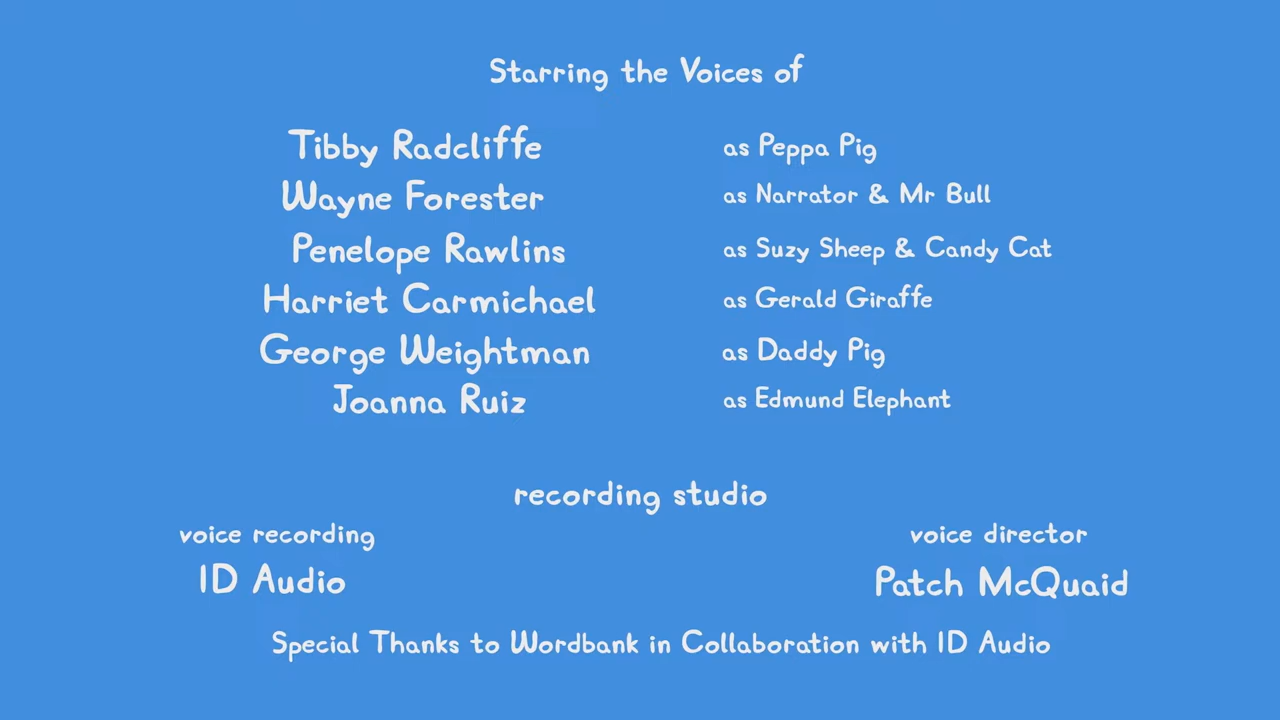 Starring the Voices of
Tibby Radcliffe as Peppa Pig
Wayne Forester as Narrator & Mr Bull
Penelope Rawlins as Suzy Sheep & Candy Cat
Harriet Carmichael as Gerald Giraffe
George Weightman as Daddy Pig
Joanna Ruiz as Edmund Elephant
recording studio
voice recording voice director
ID Audio Patch McQuaid
Special Thanks to Wordbank in Collaboration with ID Audio